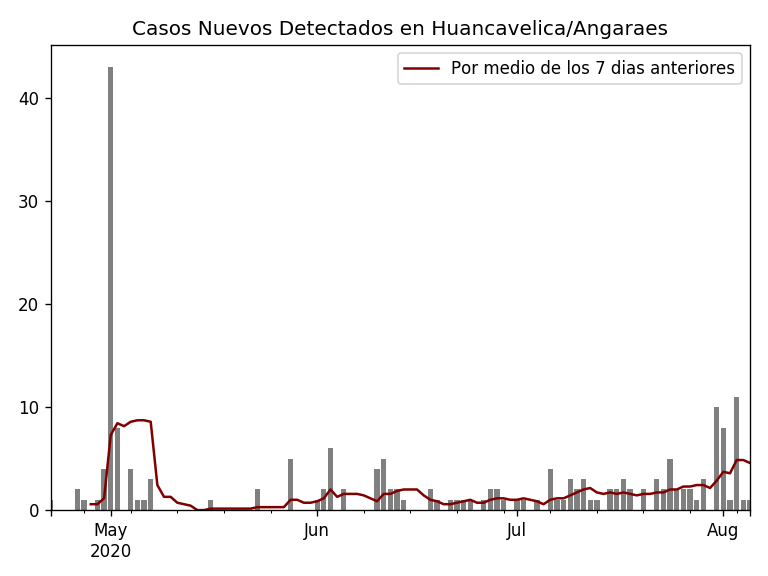 Casos Nuevos Detectados en Huancavelica/Angaraes
Por medio de los 7 dias anteriores
40
30
20
10
0
May Jun Jul Aug
2020